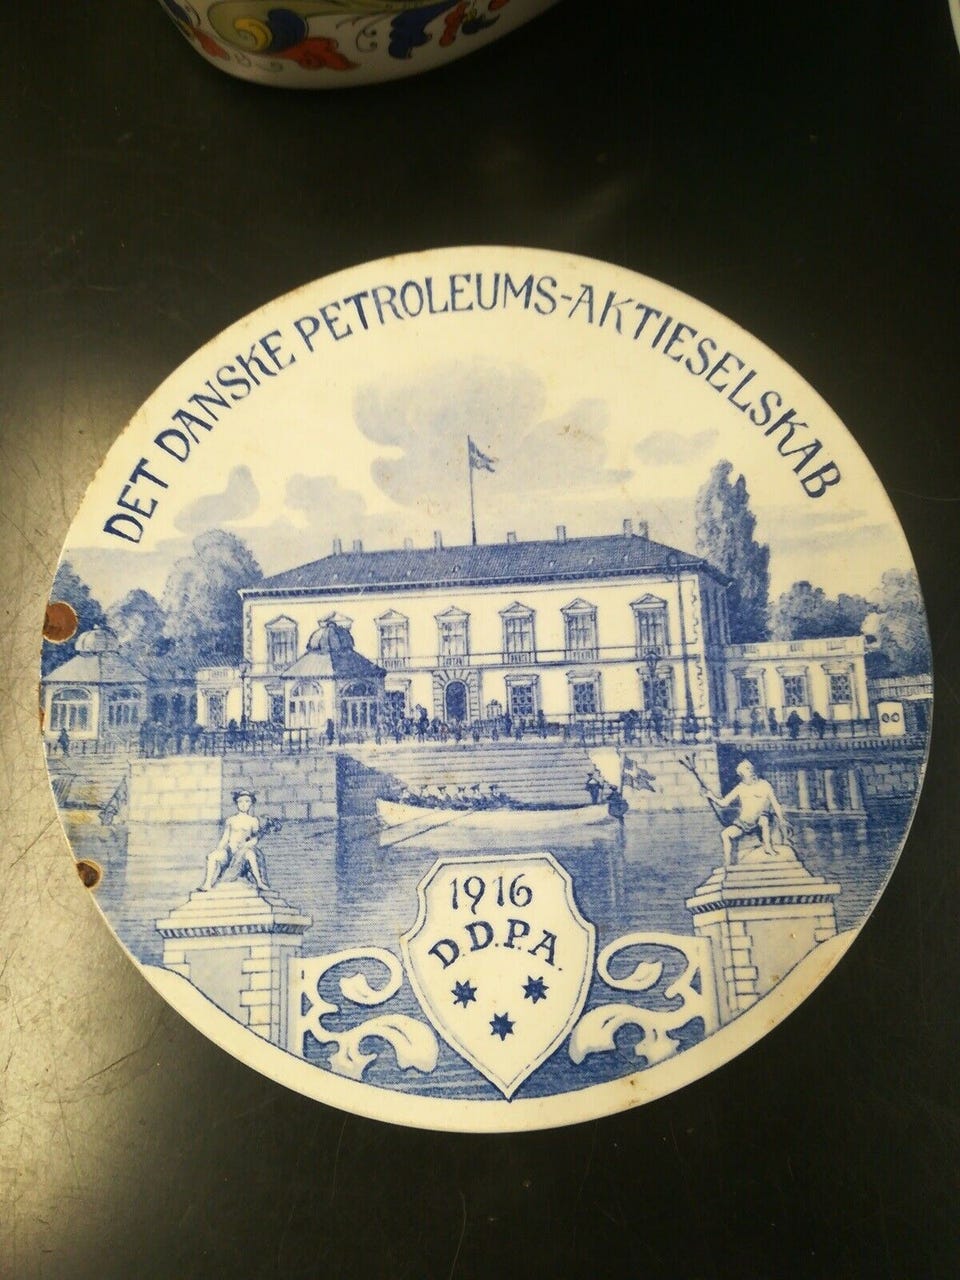 DET DANSKE PETROLEUMS-AKTIESELSKAB
1916
D.D.P.A.